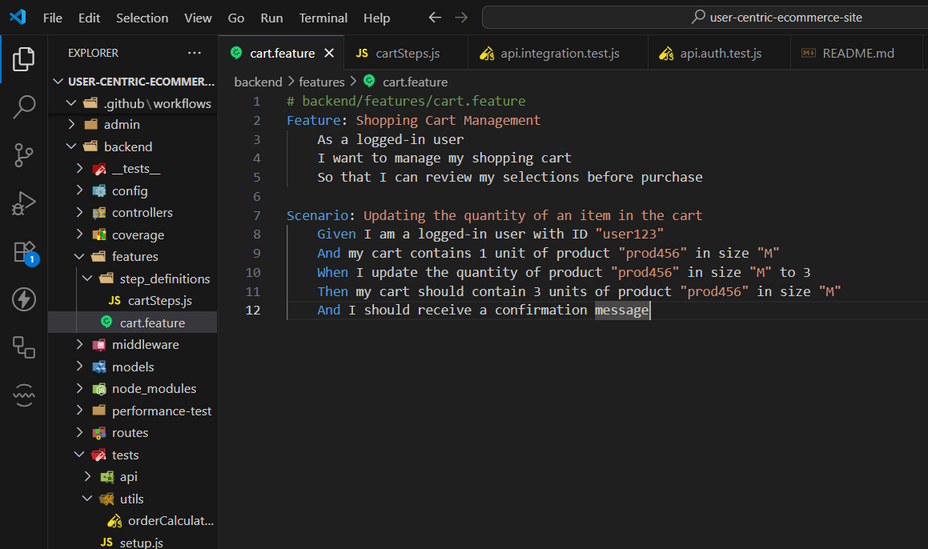 File Edit Selection View Go Run Terminal Help
user-centric-ecommerce-site
EXPLORER
cart.feature
JS cartSteps.js
api.integration.test.js
api.auth.test.js
README.md
USER-CENTRIC-ECOMMER...
.github\workflows
admin
backend
__tests__
config
controllers
coverage
features
step_definitions
JS cartSteps.js
cart.feature
middleware
models
node_modules
performance-test
routes
tests
api
utils
orderCalculat...
JS setup.js
1
backend > features > cart.feature
1 # backend/features/cart.feature
2 Feature: Shopping Cart Management
3 As a logged-in user
4 I want to manage my shopping cart
5 So that I can review my selections before purchase
6
7 Scenario: Updating the quantity of an item in the cart
8 Given I am a logged-in user with ID "user123"
9 And my cart contains 1 unit of product "prod456" in size "M"
10 When I update the quantity of product "prod456" in size "M" to 3
11 Then my cart should contain 3 units of product "prod456" in size "M"
12 And I should receive a confirmation message